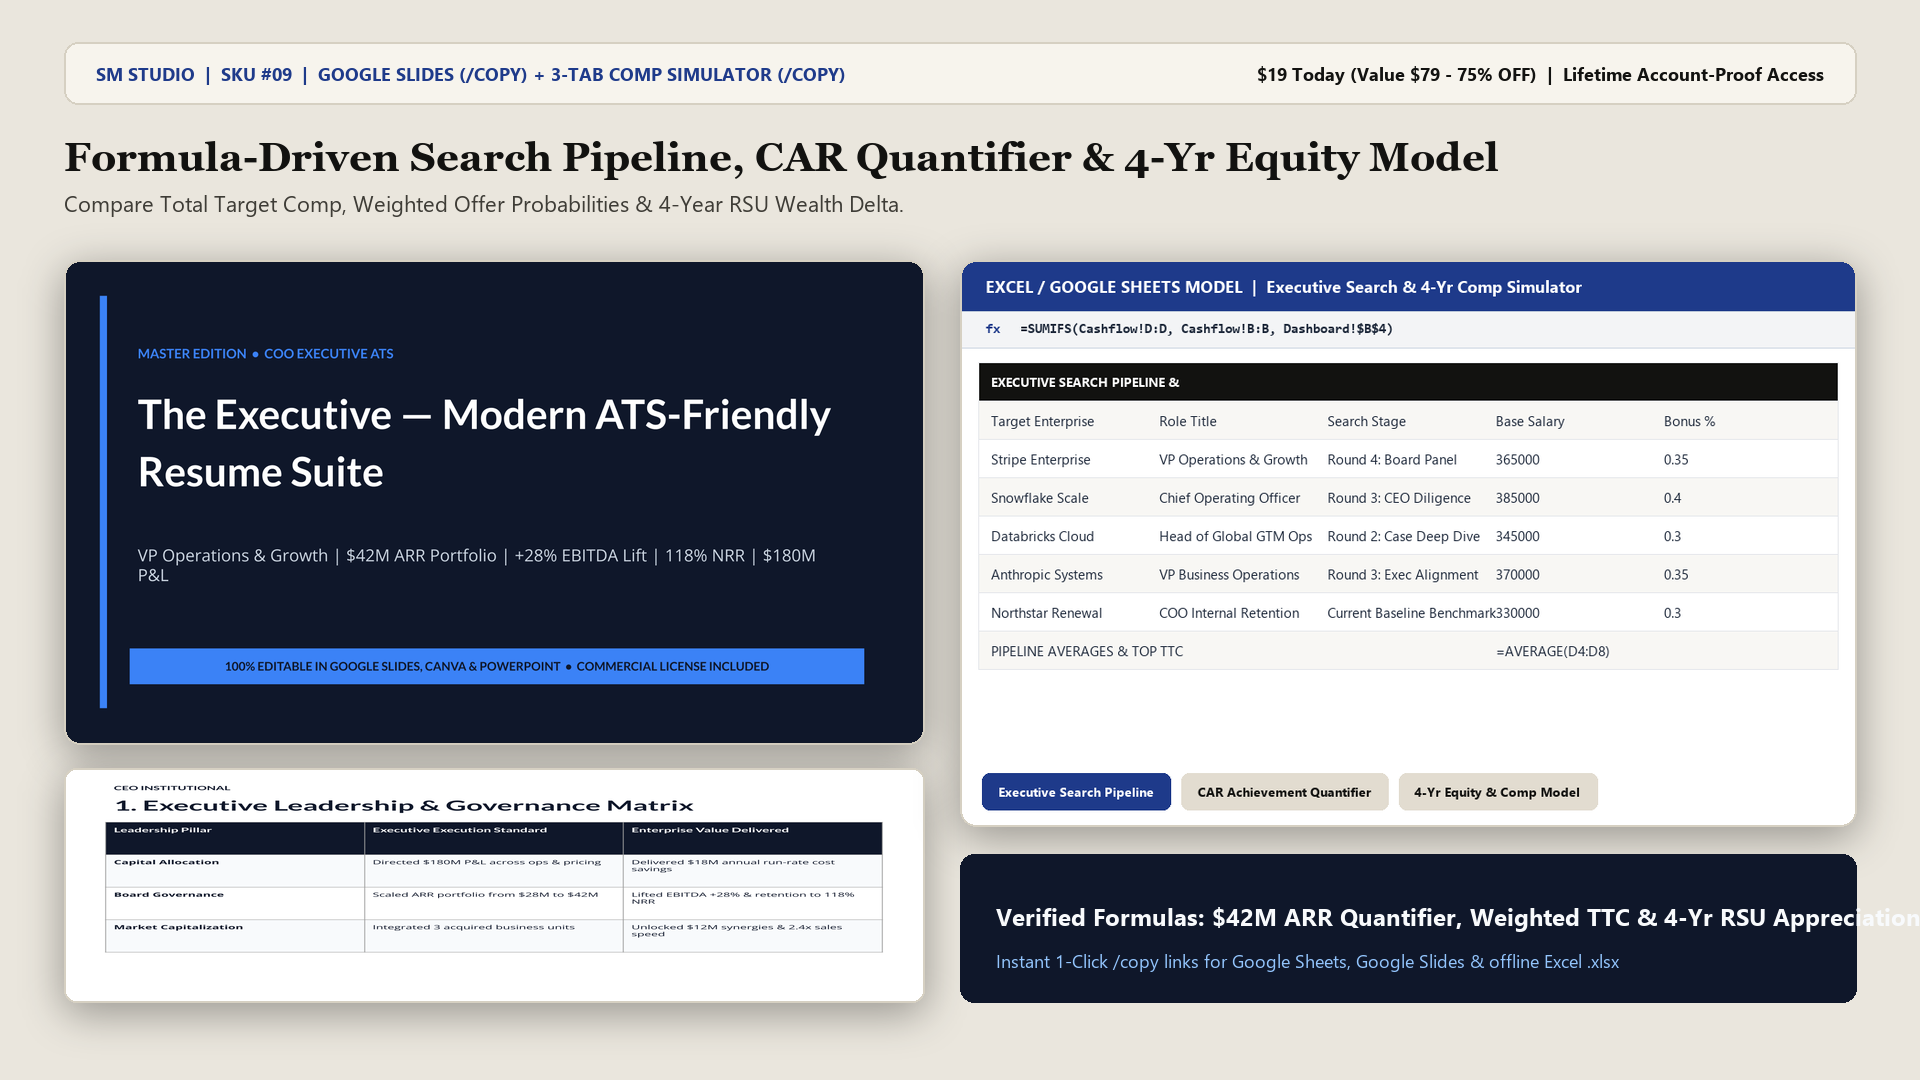 SM STUDIO | SKU #09 | GOOGLE SLIDES (/COPY) + 3-TAB COMP SIMULATOR (/COPY)
$19 Today (Value $79 - 75% OFF) | Lifetime Account-Proof Access
Formula-Driven Search Pipeline, CAR Quantifier & 4-Yr Equity Model
Compare Total Target Comp, Weighted Offer Probabilities & 4-Year RSU Wealth Delta.
MASTER EDITION ● COO EXECUTIVE ATS
The Executive — Modern ATS-Friendly
Resume Suite
VP Operations & Growth | $42M ARR Portfolio | +28% EBITDA Lift | 118% NRR | $180M
P&L
100% EDITABLE IN GOOGLE SLIDES, CANVA & POWERPOINT ● COMMERCIAL LICENSE INCLUDED
CEO INSTITUTIONAL
1. Executive Leadership & Governance Matrix
Leadership Pillar Executive Execution Standard Enterprise Value Delivered
Capital Allocation Directed $180M P&L across ops & pricing Delivered $18M annual run-rate cost
savings
Board Governance Scaled ARR portfolio from $28M to $42M Lifted EBITDA +28% & retention to 118%
NRR
Market Capitalization Integrated 3 acquired business units Unlocked $12M synergies & 2.4x sales
speed
EXCEL / GOOGLE SHEETS MODEL | Executive Search & 4-Yr Comp Simulator
fx =SUMIFS(Cashflow!D:D, Cashflow!B:B, Dashboard!$B$4)
EXECUTIVE SEARCH PIPELINE &
Target Enterprise Role Title Search Stage Base Salary Bonus %
Stripe Enterprise VP Operations & Growth Round 4: Board Panel 365000 0.35
Snowflake Scale Chief Operating Officer Round 3: CEO Diligence 385000 0.4
Databricks Cloud Head of Global GTM Ops Round 2: Case Deep Dive 345000 0.3
Anthropic Systems VP Business Operations Round 3: Exec Alignment 370000 0.35
Northstar Renewal COO Internal Retention Current Baseline Benchmark 330000 0.3
PIPELINE AVERAGES & TOP TTC =AVERAGE(D4:D8)
Executive Search Pipeline CAR Achievement Quantifier 4-Yr Equity & Comp Model
Verified Formulas: $42M ARR Quantifier, Weighted TTC & 4-Yr RSU Appreciation
Instant 1-Click /copy links for Google Sheets, Google Slides & offline Excel .xlsx